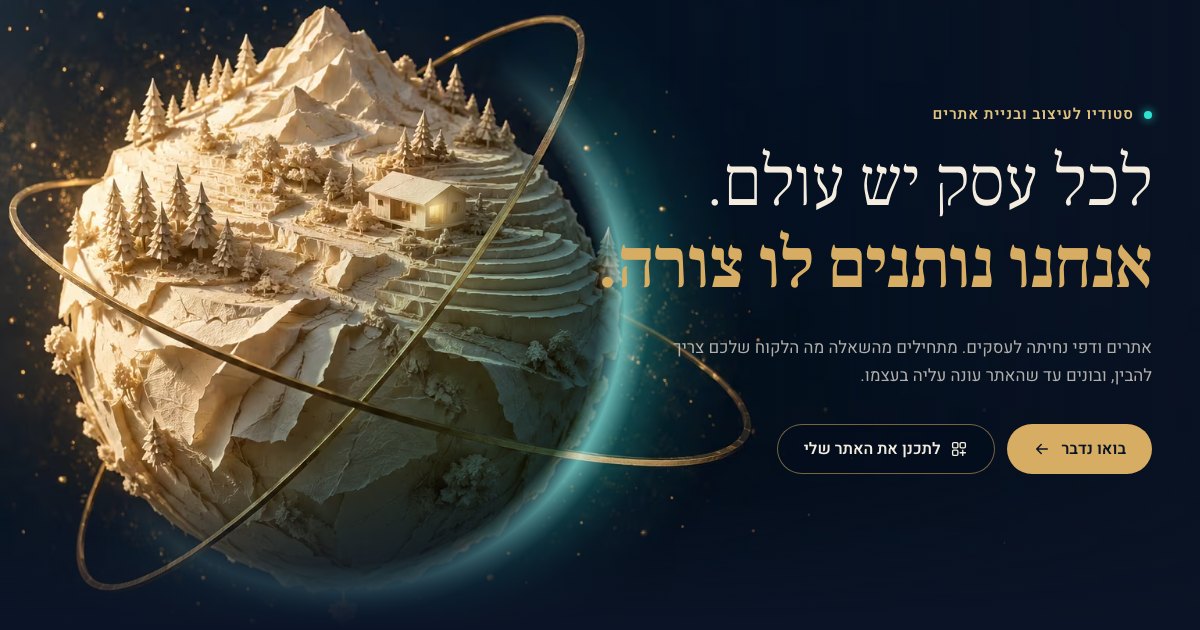 סטודיו לעיצוב ובניית אתרים
לכל עסק יש עולם.
אנחנו נותנים לו צורה.
אתרים ודפי נחיתה לעסקים. מתחילים מהשאלה מה הלקוח שלכם צריך
להבין, ובונים עד שהאתר עונה עליה בעצמו.
בואו נדבר
לתכנן את האתר שלי